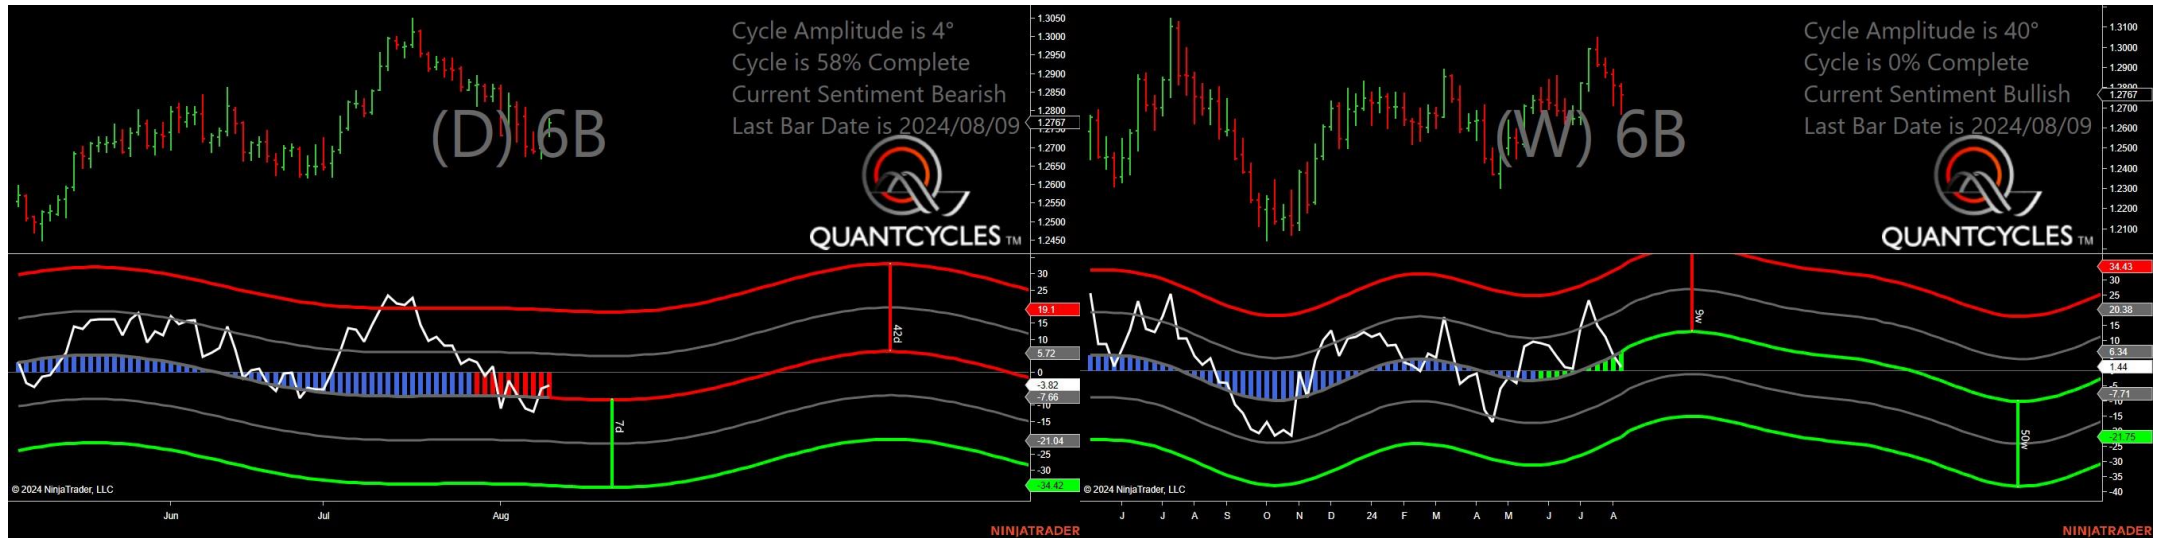 Cycle Amplitude is 4°
Cycle is 58% Complete
Current Sentiment Bearish
Last Bar Date is 2024/08/09
(D) 6B
QUANTCYCLES TM
1.3050
1.3000
1.2950
1.2900
1.2850
1.2800
1.2767
1.2700
1.2650
1.2600
1.2550
1.2500
1.2450
30
25
19.1
15
10
5.72
0
-3.82
-7.66
-10
-15
-21.04
-25
-30
-34.42
42d
7d
© 2024 NinjaTrader, LLC
Jun
Jul
Aug
NINJATRADER
Cycle Amplitude is 40°
Cycle is 0% Complete
Current Sentiment Bullish
Last Bar Date is 2024/08/09
(W) 6B
QUANTCYCLES TM
1.3100
1.3000
1.2900
1.2767
1.2700
1.2600
1.2500
1.2400
1.2300
1.2200
1.2100
34.43
30
25
20.38
15
10
6.34
1.44
-5
-7.71
-10
-15
-21.75
-25
-30
-35
-40
9w
50w
© 2024 NinjaTrader, LLC
J J A S O N D 24 F M A M J J A
NINJATRADER